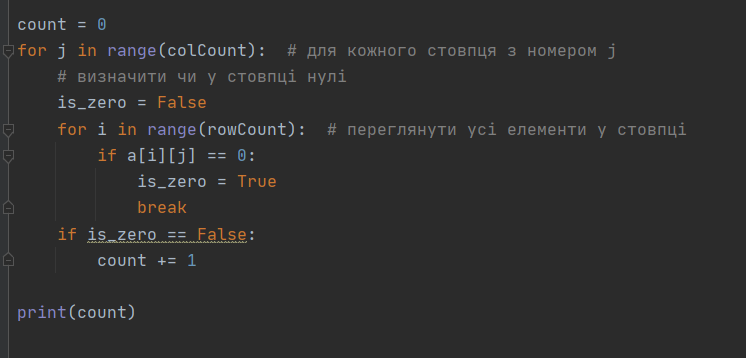 count = 0
for j in range(colCount):  # для кожного стовпця з номером j
    # визначити чи у стовпці нулі
    is_zero = False
    for i in range(rowCount):  # переглянути усі елементи у стовпці
        if a[i][j] == 0:
            is_zero = True
            break
    if is_zero == False:
        count += 1

print(count)